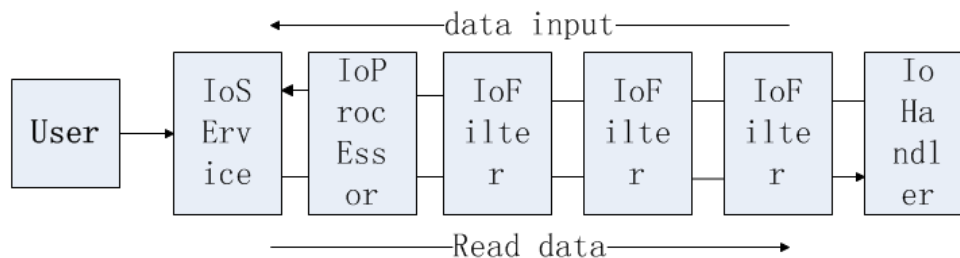 data input
User
IoS
Erv
ice
IoP
roc
Ess
or
IoF
ilte
r
IoF
ilte
r
IoF
ilte
r
Io
Ha
ndl
er
Read data